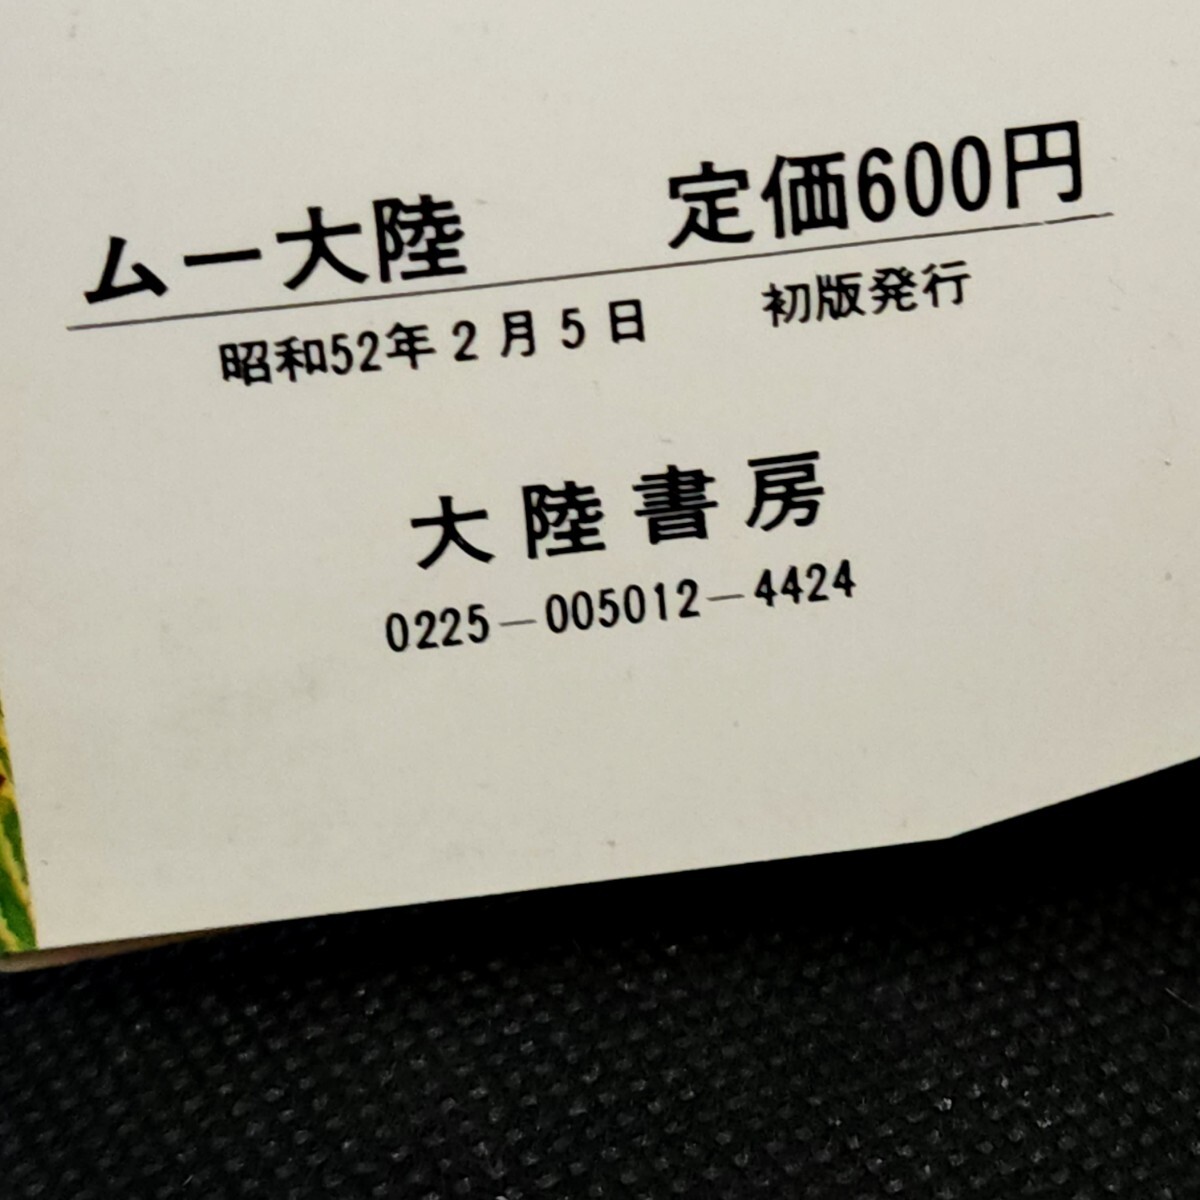 ムー大陸　定価600円
昭和52年2月5日　初版発行
大陸書房
0225-005012-4424